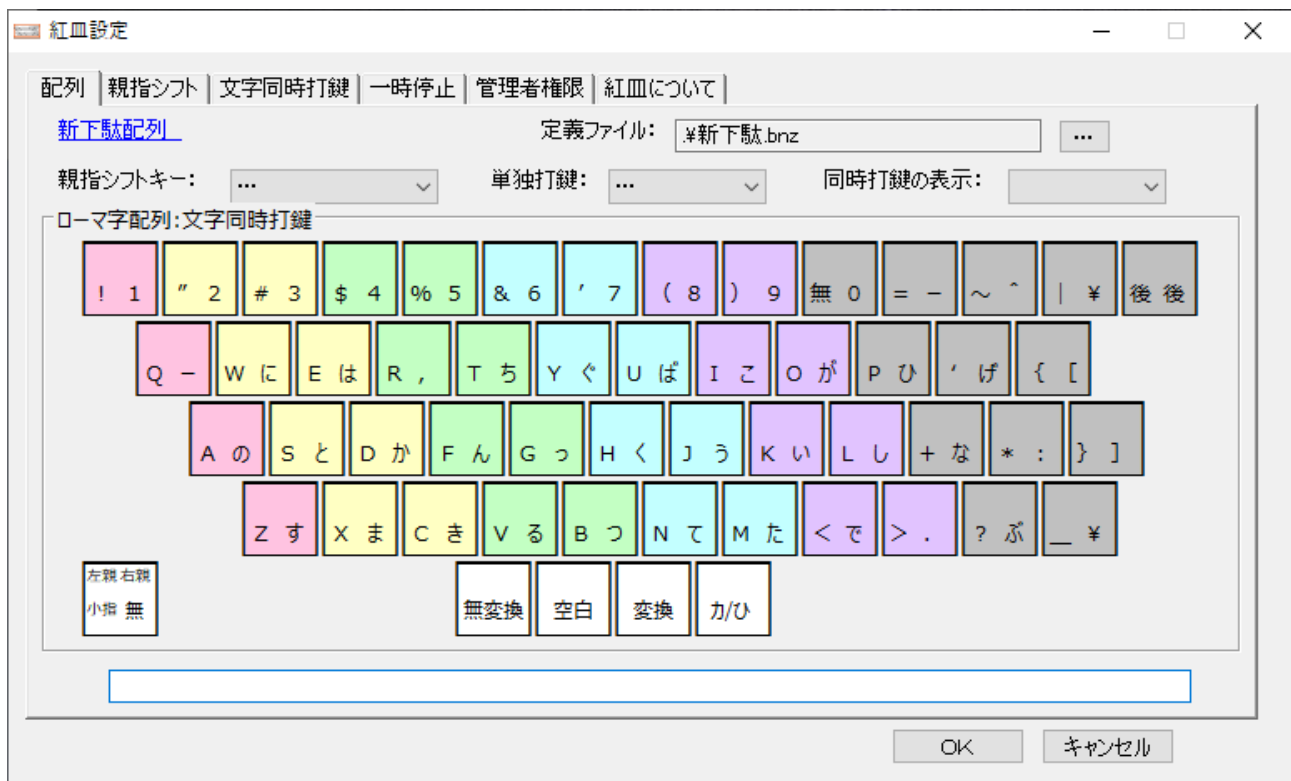 紅皿設定
配列 親指シフト 文字同時打鍵 一時停止 管理者権限 紅皿について
新下駄配列 定義ファイル: .¥新下駄.bnz ...
親指シフトキー: ... 単独打鍵: ... 同時打鍵の表示:
ローマ字配列:文字同時打鍵
! 1 " 2 # 3 $ 4 % 5 & 6 ' 7 ( 8 ) 9 無 0 = - ~ ^ | ¥ 後 後
Q - W に E は R , T ち Y ぐ U ば I こ O が P ひ ' げ { [
A の S と D か F ん G っ H く J う K い L し + な * : } ]
Z す X ま C き V る B つ N て M た < で > . ? ぶ _ ¥
左親 右親
小指 無 無変換 空白 変換 カ/ひ
OK キャンセル